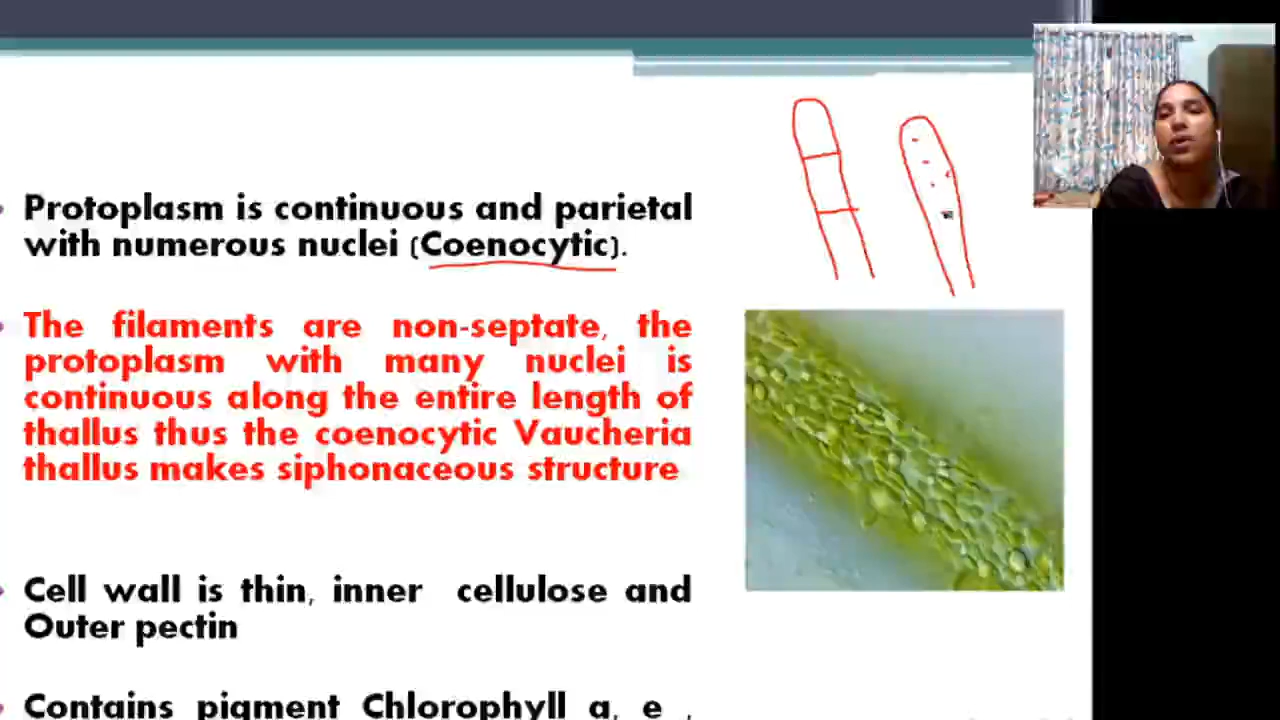 Protoplasm is continuous and parietal
with numerous nuclei (Coenocytic).
The filaments are non-septate, the
protoplasm with many nuclei is
continuous along the entire length of
thallus thus the coenocytic Vaucheria
thallus makes siphonaceous structure
Cell wall is thin, inner cellulose and
Outer pectin
Contains pigment Chlorophyll a, e ,